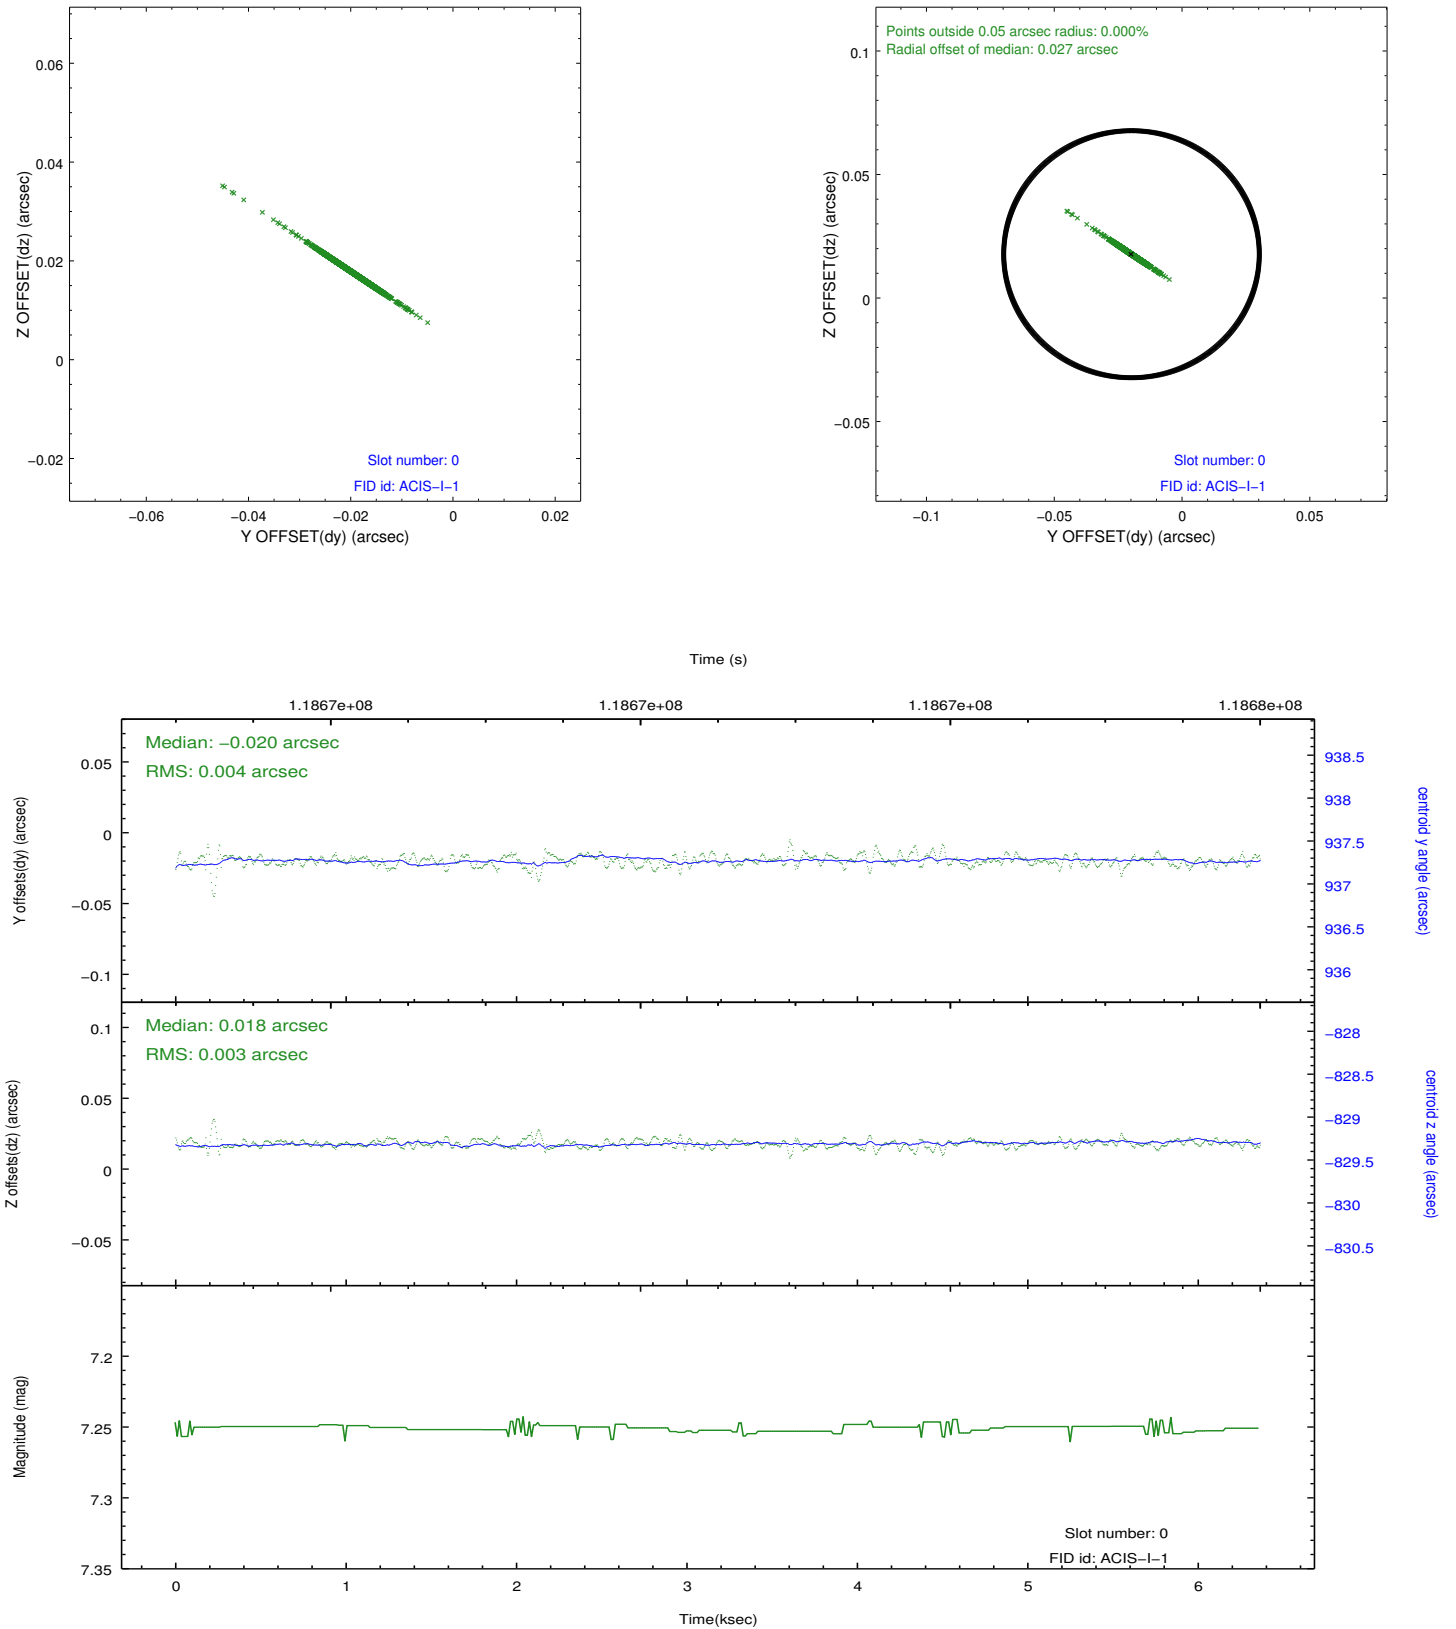 0.06
0.04
0.02
0
−0.02
Z OFFSET(dz) (arcsec)
Slot number: 0
FID id: ACIS−I−1
−0.06
−0.04
−0.02
0
0.02
Y OFFSET(dy) (arcsec)
Points outside 0.05 arcsec radius: 0.000%
Radial offset of median: 0.027 arcsec
0.1
0.05
0
−0.05
Z OFFSET(dz) (arcsec)
Slot number: 0
FID id: ACIS−I−1
−0.1
−0.05
0
0.05
Y OFFSET(dy) (arcsec)
Time (s)
1.1867e+08
1.1867e+08
1.1867e+08
1.1868e+08
Median: −0.020 arcsec
RMS: 0.004 arcsec
0.05
0
−0.05
−0.1
Y offsets(dy) (arcsec)
938.5
938
937.5
937
936.5
936
centroid y angle (arcsec)
Median: 0.018 arcsec
RMS: 0.003 arcsec
0.1
0.05
0
−0.05
Z offsets(dz) (arcsec)
−828
−828.5
−829
−829.5
−830
−830.5
centroid z angle (arcsec)
7.2
7.25
7.3
7.35
Magnitude (mag)
Slot number: 0
FID id: ACIS−I−1
0
1
2
3
4
5
6
Time(ksec)